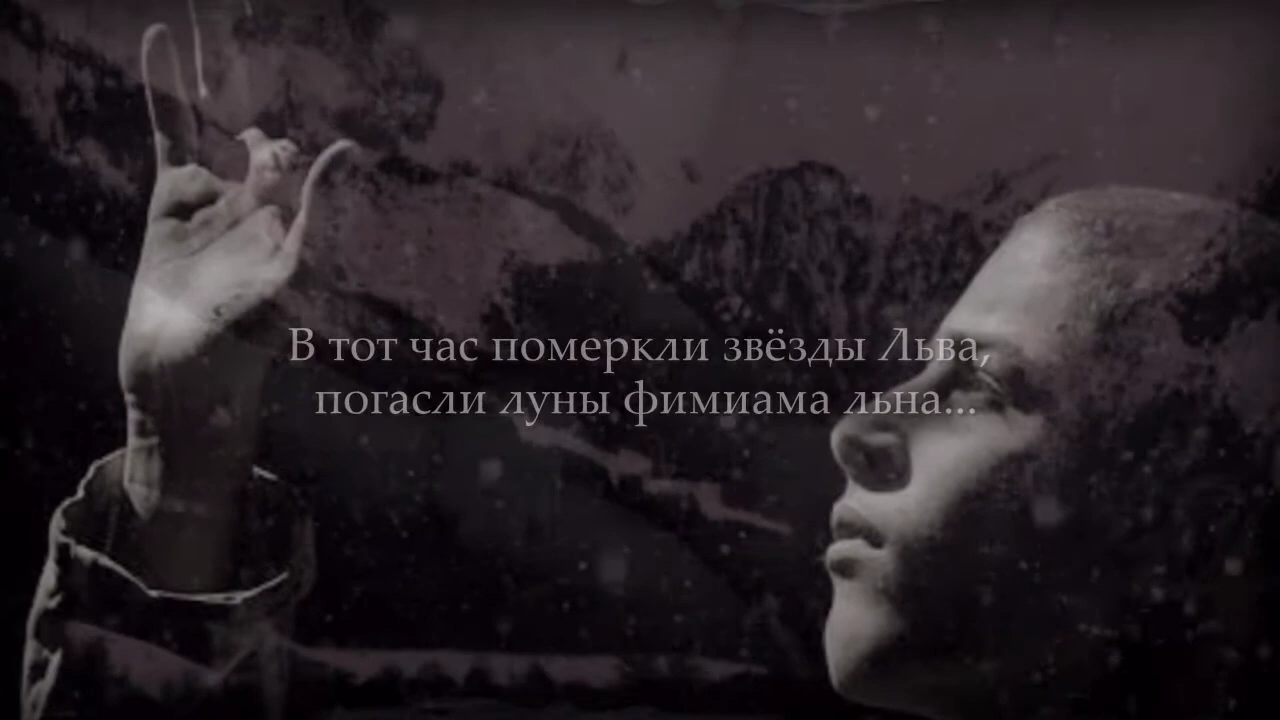 В тот час померкли звёзды Льва,
погасли луны фимиама льна...